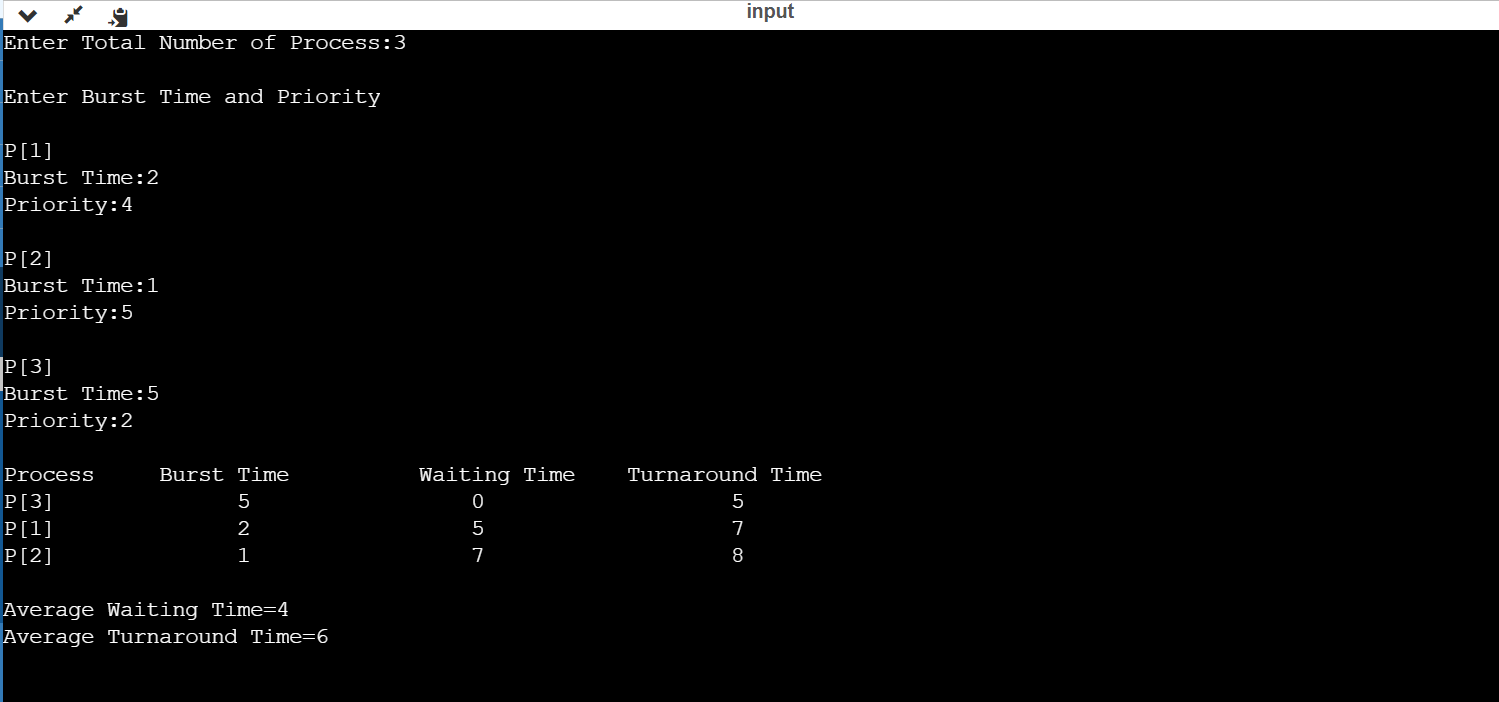 input
Enter Total Number of Process:3
Enter Burst Time and Priority
P[1]
Burst Time:2
Priority:4
P[2]
Burst Time:1
Priority:5
P[3]
Burst Time:5
Priority:2
Process Burst Time Waiting Time Turnaround Time
P[3] 5 0 5
P[1] 2 5 7
P[2] 1 7 8
Average Waiting Time=4
Average Turnaround Time=6